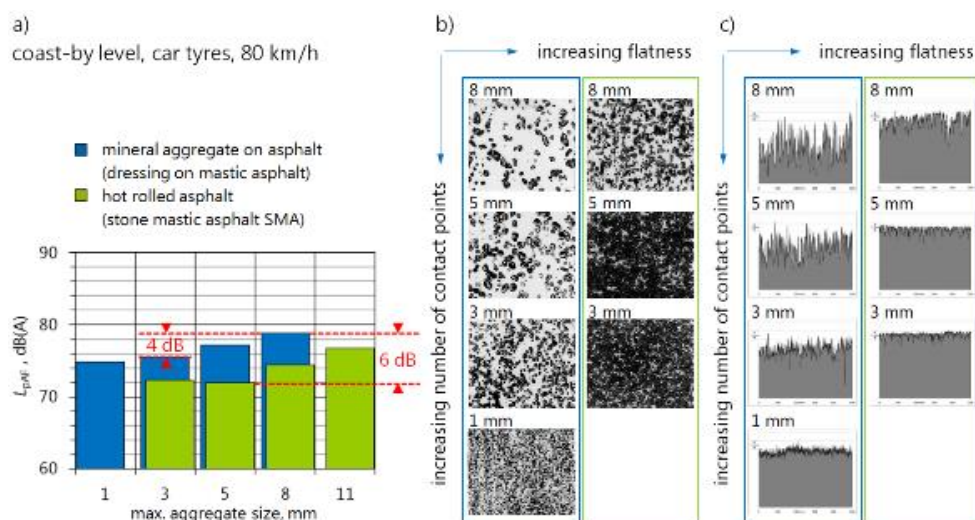 a)
coast-by level, car tyres, 80 km/h
mineral aggregate on asphalt
(dressing on mastic asphalt)
hot rolled asphalt
(stone mastic asphalt SMA)
90
80
70
60
LpAF, dB(A)
4 dB
6 dB
1 3 5 8 11
max. aggregate size, mm
b)
increasing flatness
increasing number of contact points
8 mm 8 mm
5 mm 5 mm
3 mm 3 mm
1 mm
c)
increasing flatness
increasing number of contact points
8 mm 8 mm
5 mm 5 mm
3 mm 3 mm
1 mm